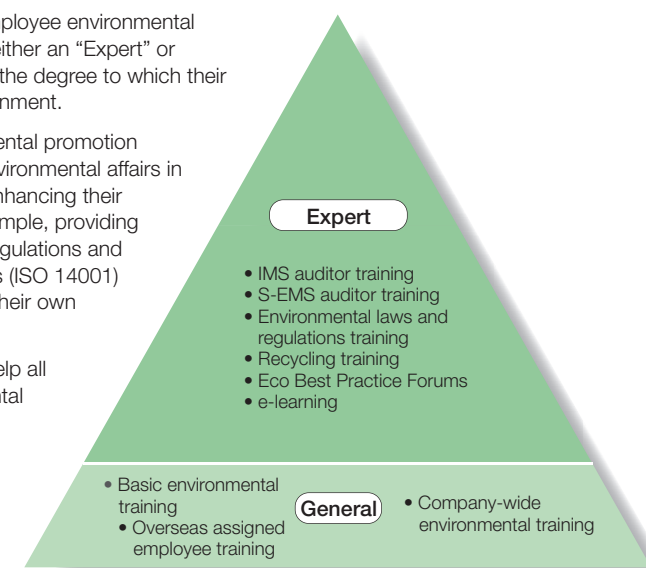 ployee environmental
either an “Expert” or
the degree to which their
nment.
ental promotion
vironmental affairs in
nhancing their
mple, providing
egulations and
s (ISO 14001)
heir own
elp all
ntal
Expert
• IMS auditor training
• S-EMS auditor training
• Environmental laws and
regulations training
• Recycling training
• Eco Best Practice Forums
• e-learning
• Basic environmental
training
• Overseas assigned
employee training
General
• Company-wide
environmental training